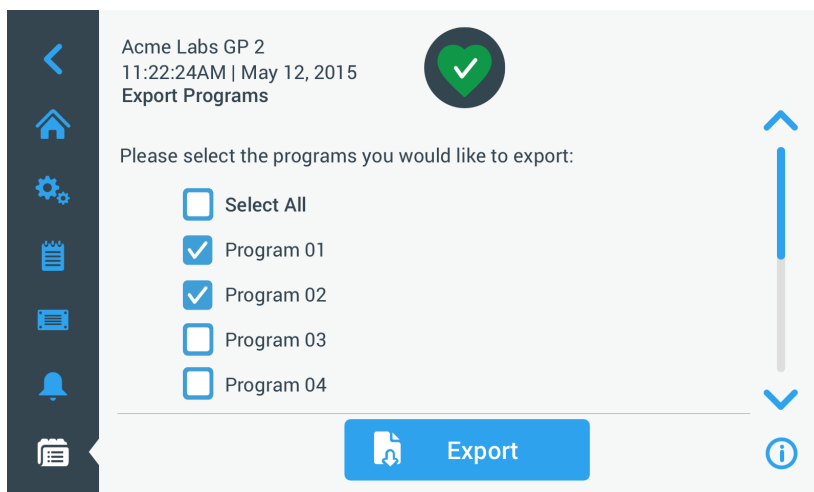 Acme Labs GP 2
11:22:24AM | May 12, 2015
Export Programs
Please select the programs you would like to export:
Select All
Program 01
Program 02
Program 03
Program 04
Export